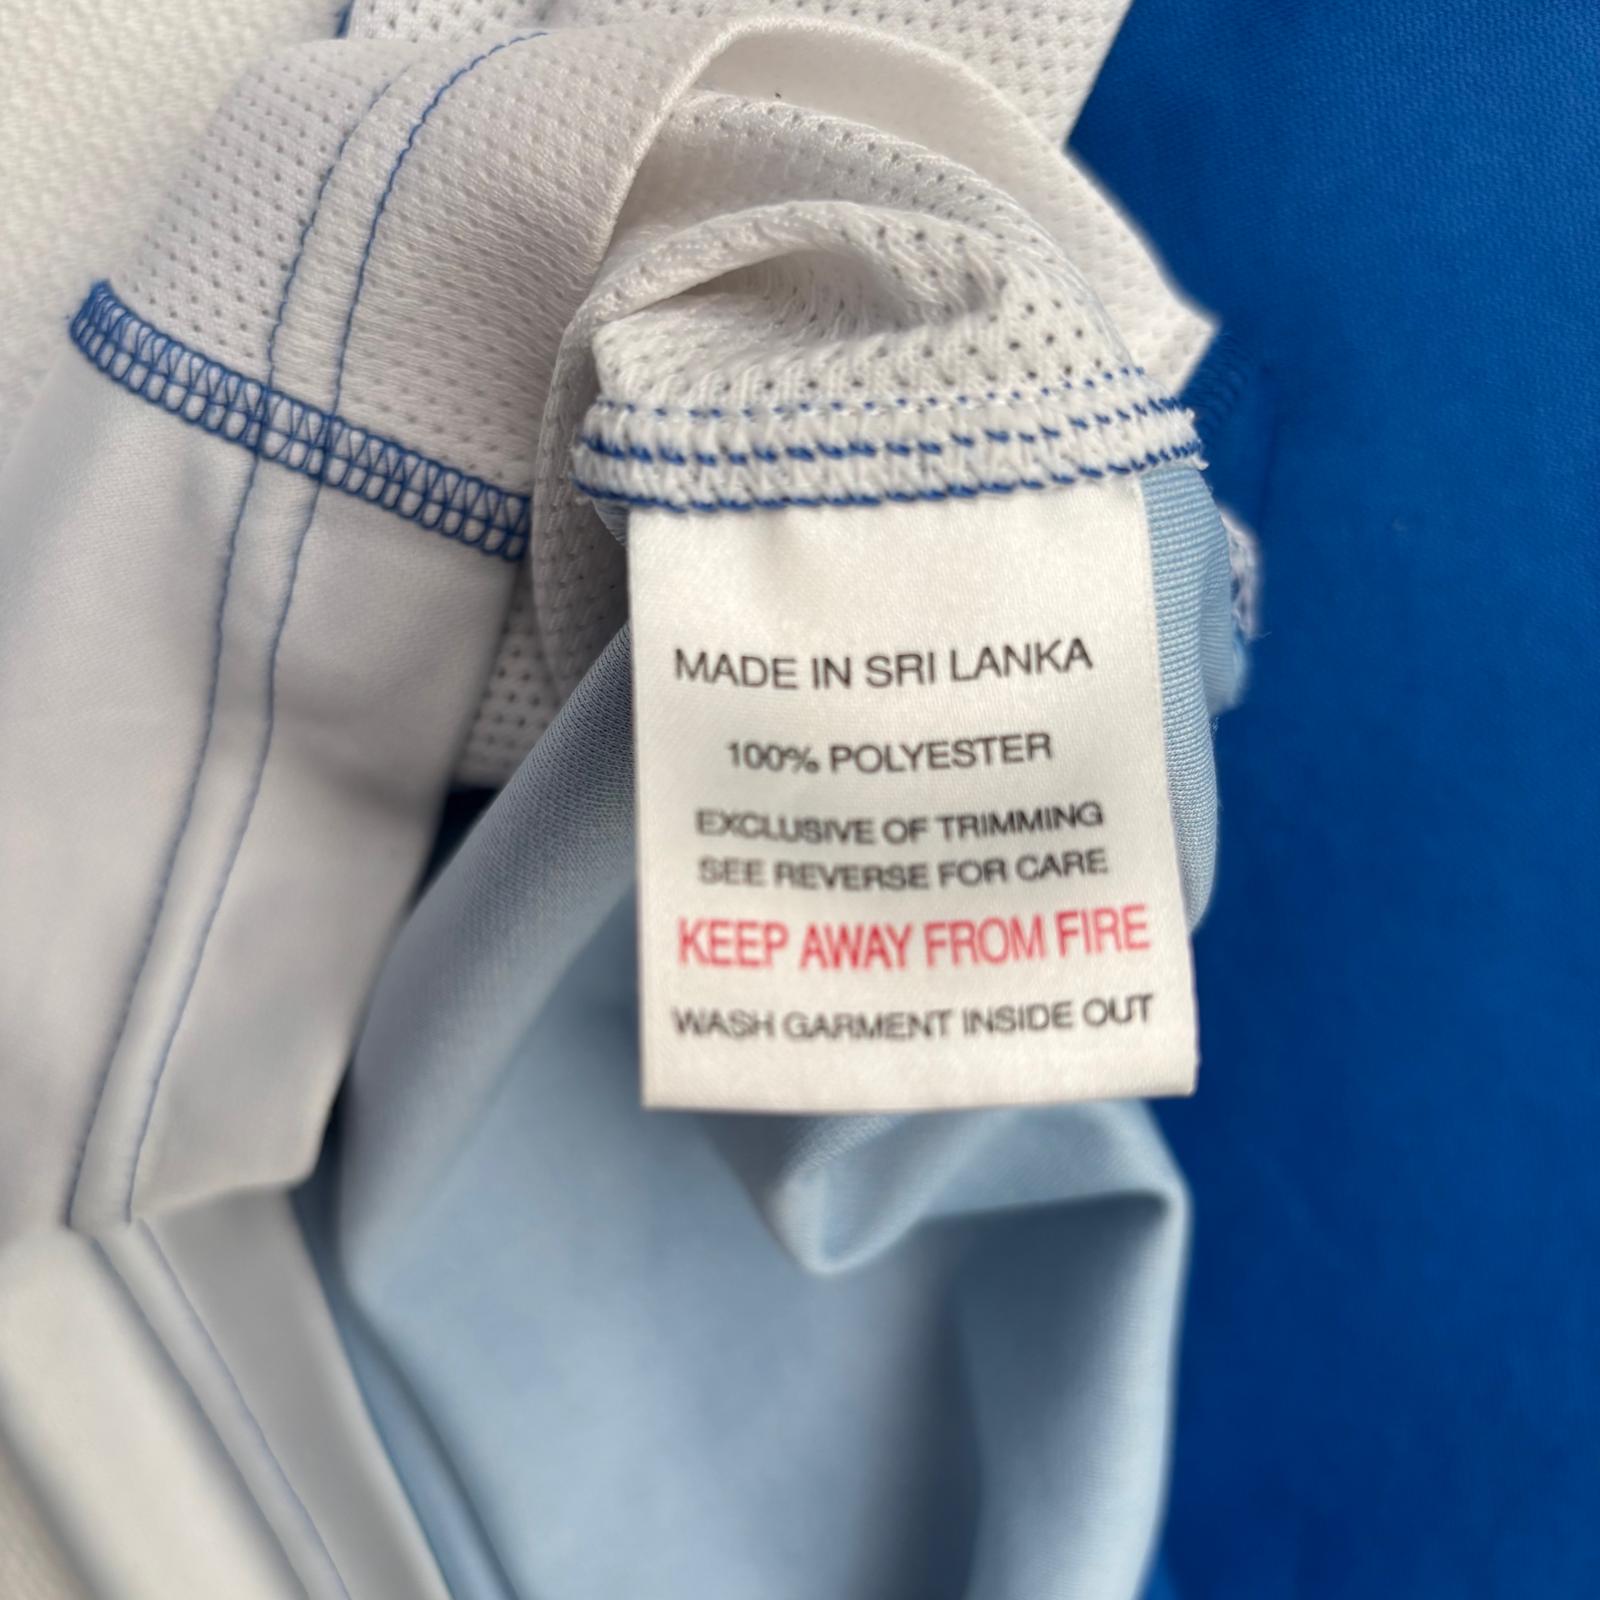 MADE IN SRI LANKA
100% POLYESTER
EXCLUSIVE OF TRIMMING
SEE REVERSE FOR CARE
KEEP AWAY FROM FIRE
WASH GARMENT INSIDE OUT